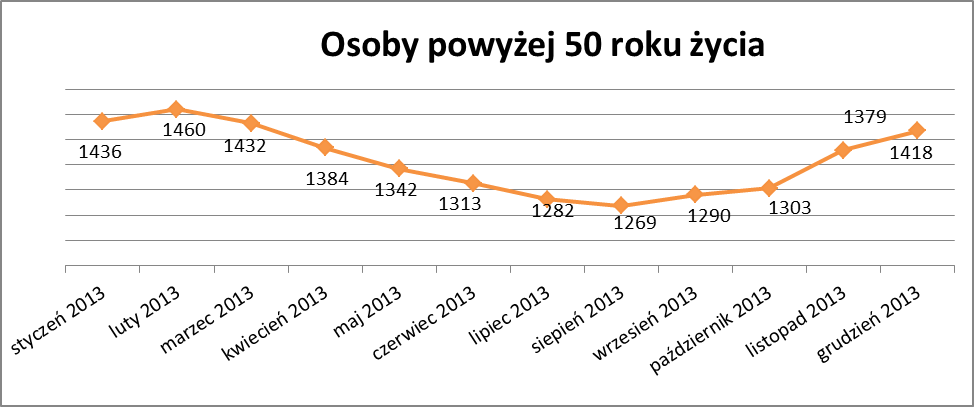 Osoby powyżej 50 roku życia
1436
1460
1432
1384
1342
1313
1282
1269
1290
1303
1379
1418
styczeń 2013
luty 2013
marzec 2013
kwiecień 2013
maj 2013
czerwiec 2013
lipiec 2013
siepień 2013
wrzesień 2013
październik 2013
listopad 2013
grudzień 2013